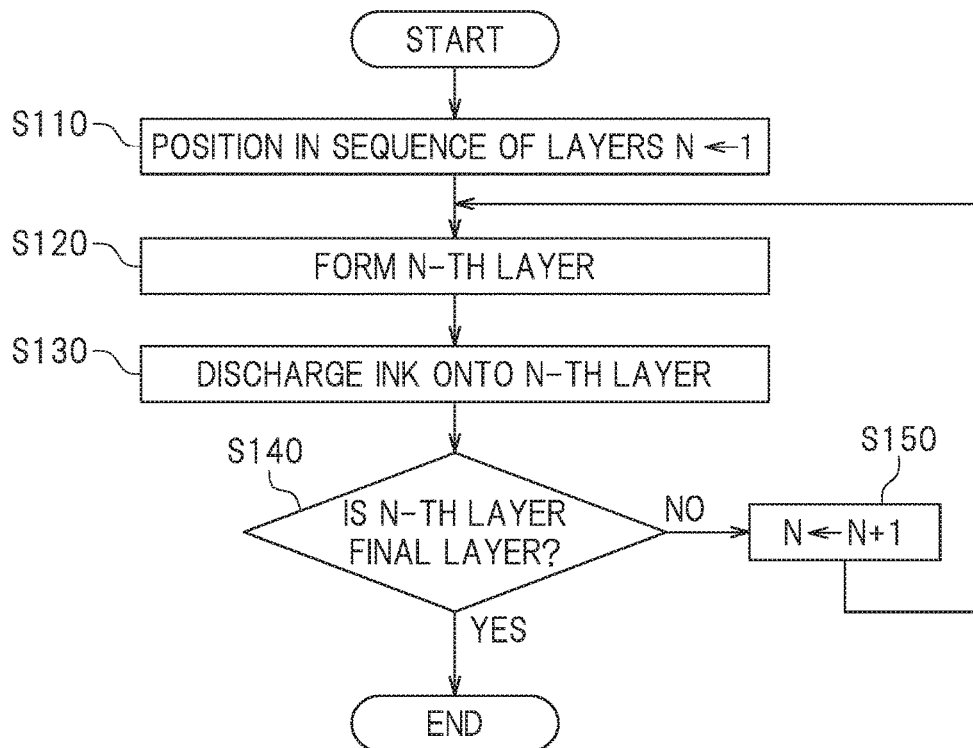 START
S110
POSITION IN SEQUENCE OF LAYERS N←1
S120
FORM N-TH LAYER
S130
DISCHARGE INK ONTO N-TH LAYER
S140
IS N-TH LAYER
FINAL LAYER?
NO
S150
N←N+1
YES
END